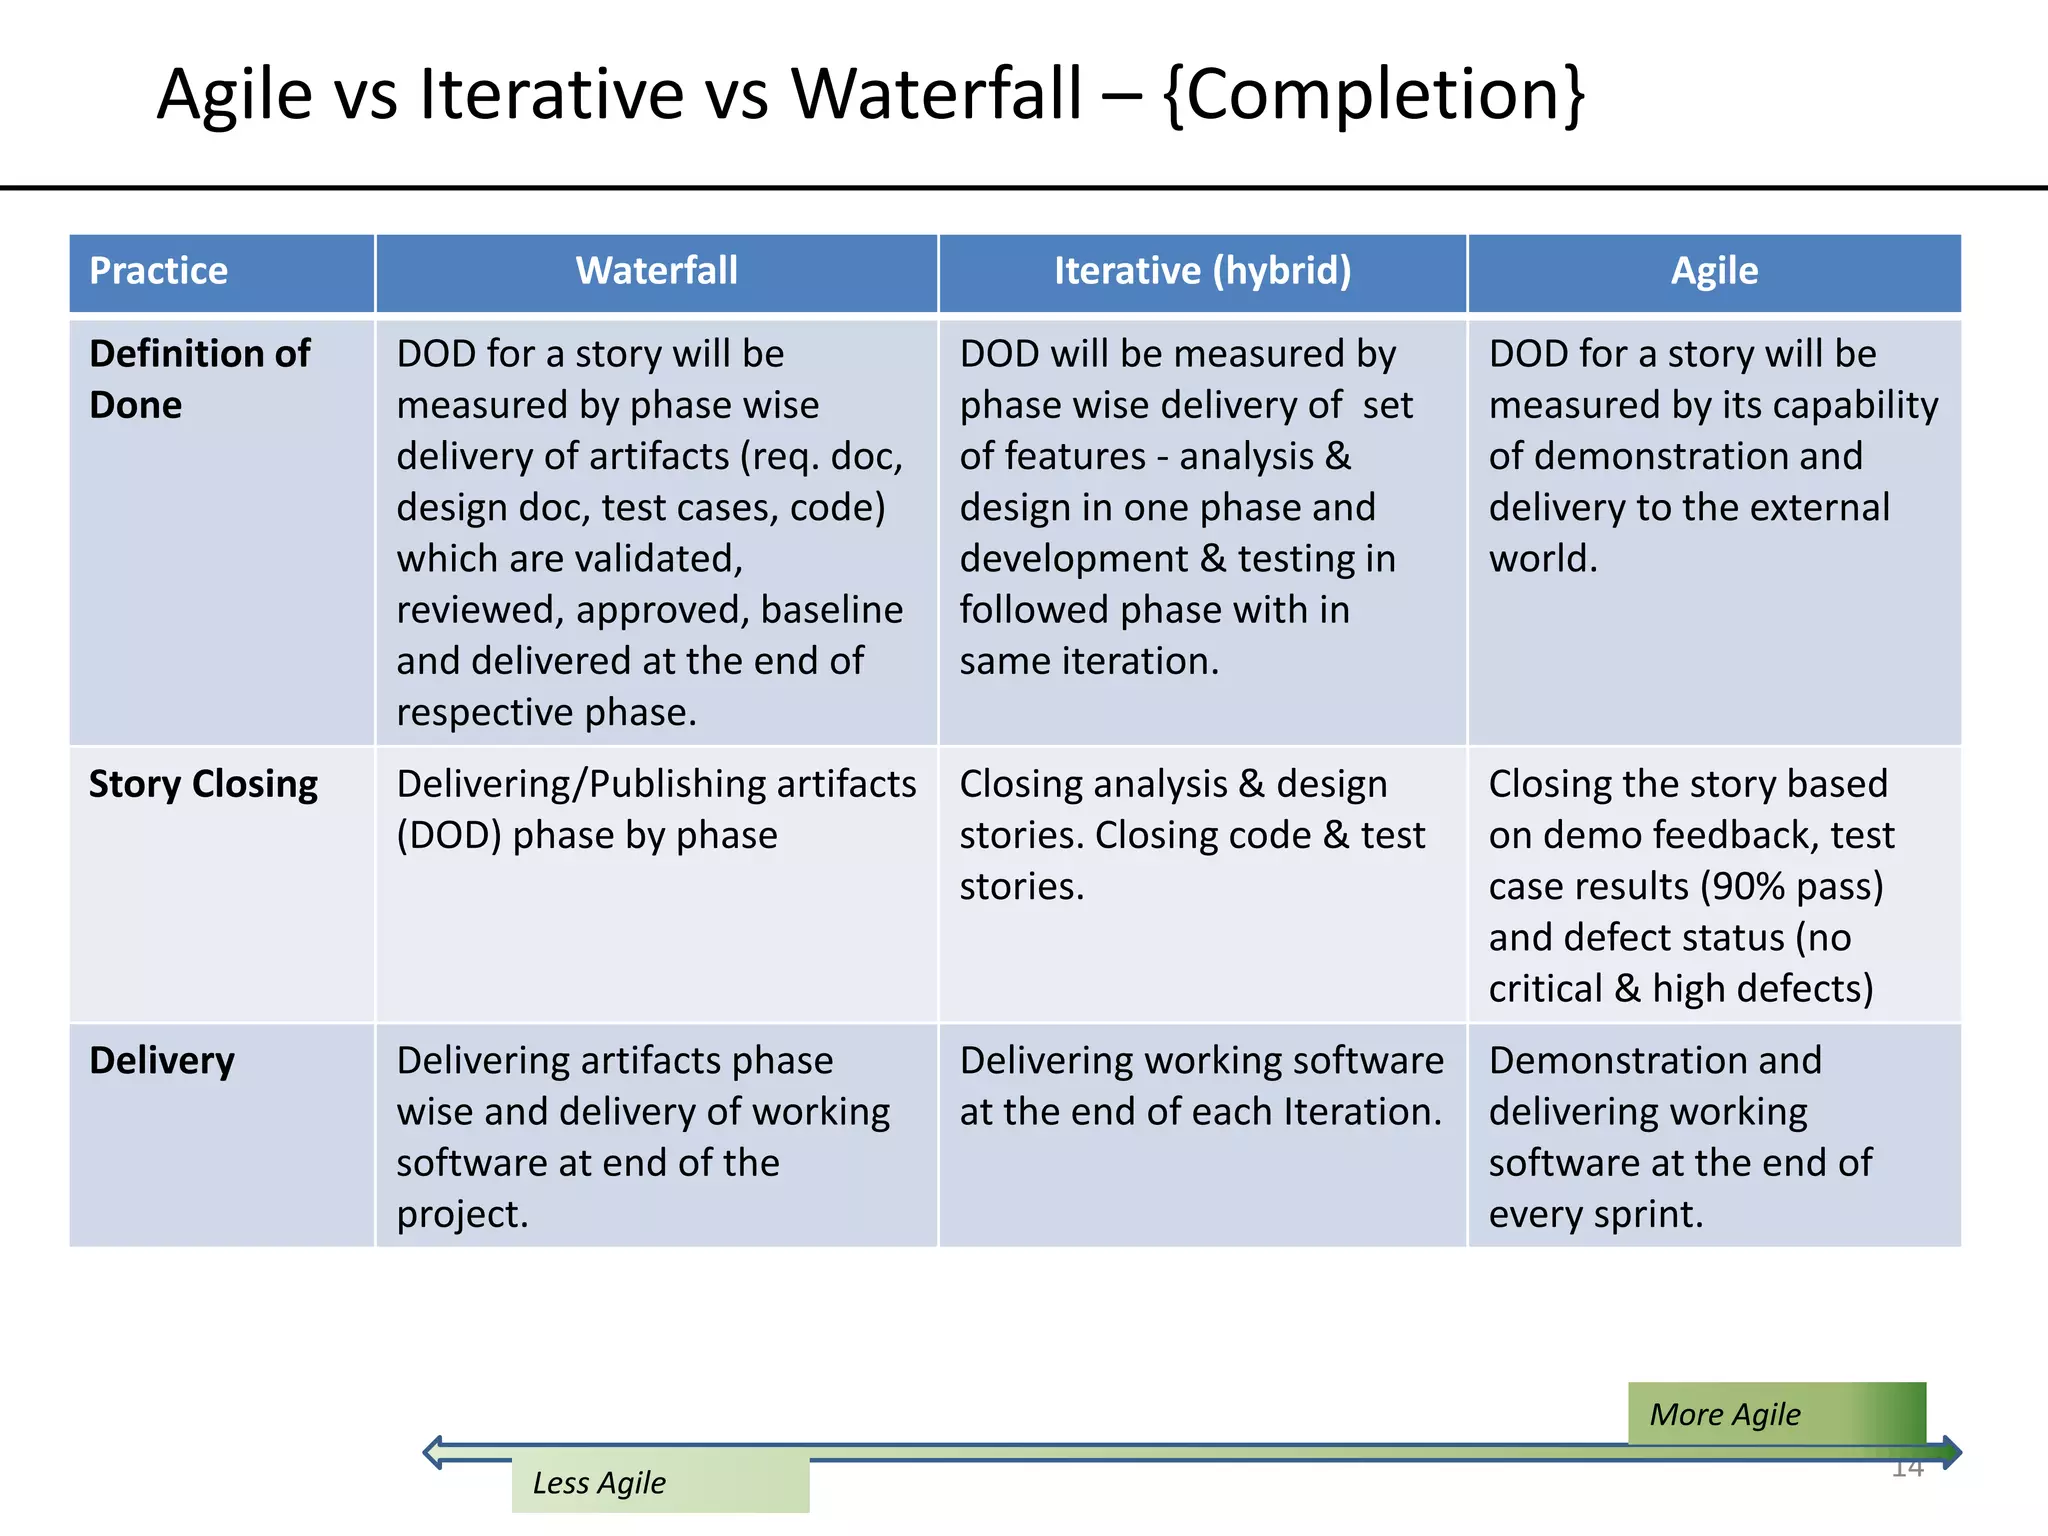 Agile vs Iterative vs Waterfall – {Completion}
Practice
Waterfall
Iterative (hybrid)
Agile
Definition of
Done
DOD for a story will be
measured by phase wise
delivery of artifacts (req. doc,
design doc, test cases, code)
which are validated,
reviewed, approved, baseline
and delivered at the end of
respective phase.
DOD will be measured by
phase wise delivery of  set
of features - analysis &
design in one phase and
development & testing in
followed phase with in
same iteration.
DOD for a story will be
measured by its capability
of demonstration and
delivery to the external
world.
Story Closing
Delivering/Publishing artifacts
(DOD) phase by phase
Closing analysis & design
stories. Closing code & test
stories.
Closing the story based
on demo feedback, test
case results (90% pass)
and defect status (no
critical & high defects)
Delivery
Delivering artifacts phase
wise and delivery of working
software at end of the
project.
Delivering working software
at the end of each Iteration.
Demonstration and
delivering working
software at the end of
every sprint.
More Agile
Less Agile
14